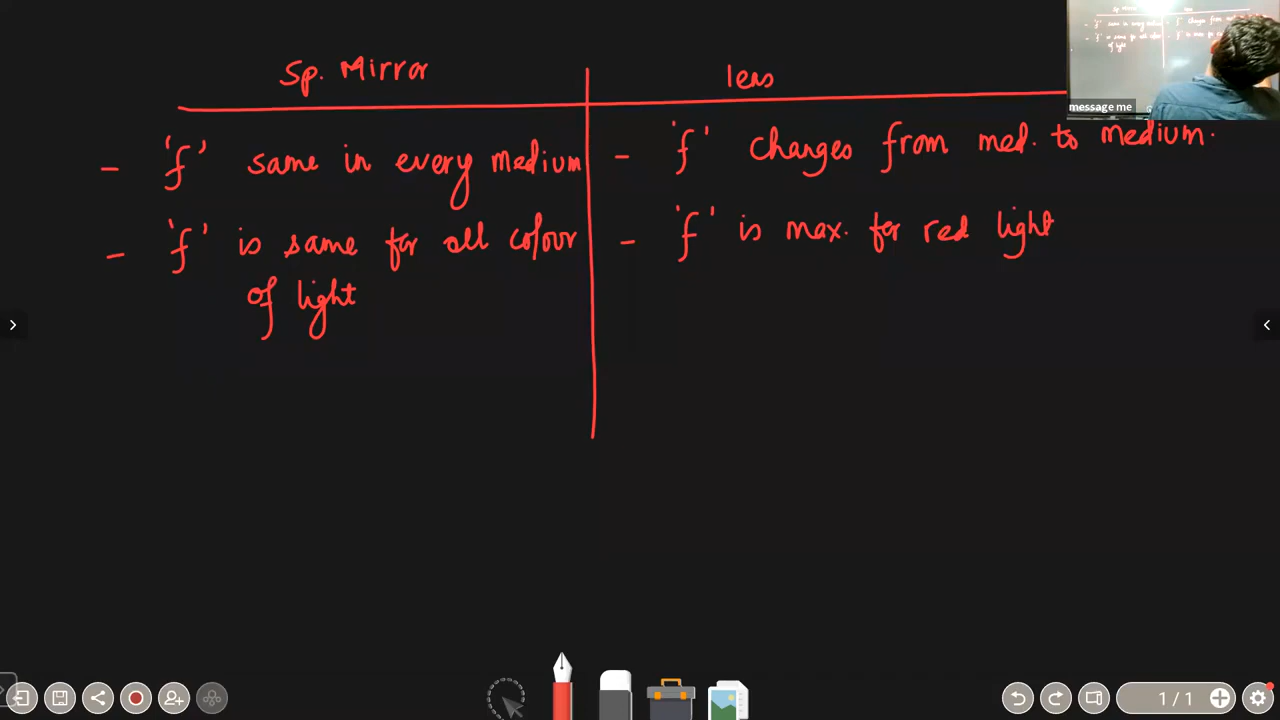 Sp. Mirror
lens
- 'f' same in every medium
- 'f' changes from med. to medium.
- 'f' is same for all colour
of light
- 'f' is max. for red light
message me
1/1